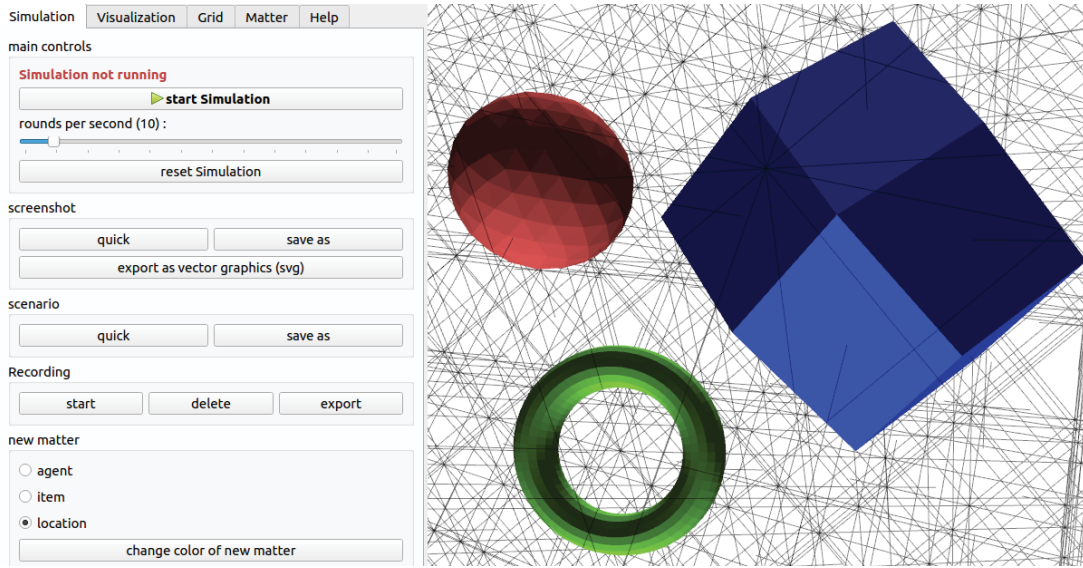 Simulation Visualization Grid Matter Help
main controls
Simulation not running
start Simulation
rounds per second (10) :
reset Simulation
screenshot
quick save as
export as vector graphics (svg)
scenario
quick save as
Recording
start delete export
new matter
agent
item
location
change color of new matter